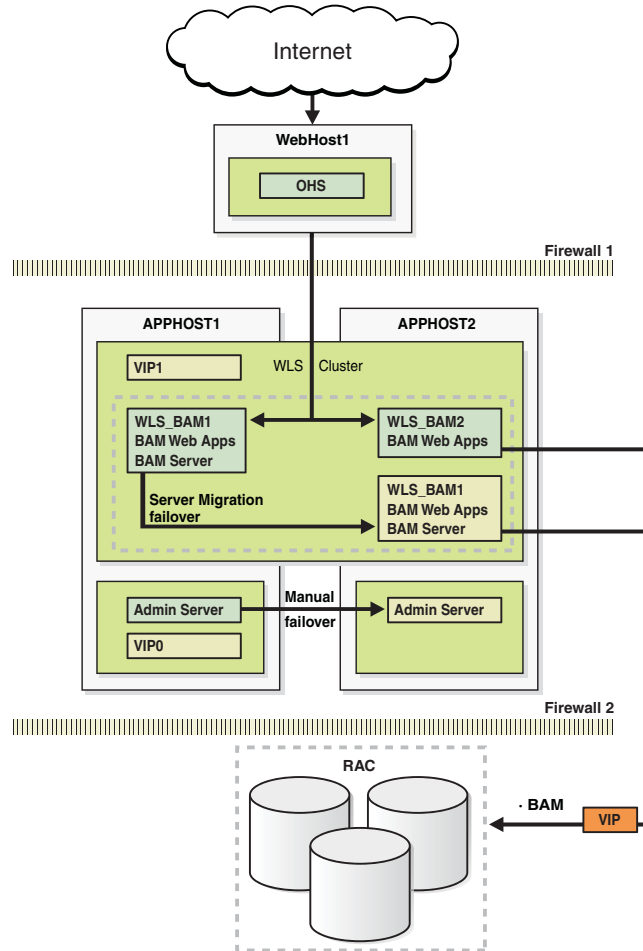 Internet
WebHost1
OHS
Firewall 1
APPHOST1
APPHOST2
VIP1
WLS Cluster
WLS_BAM1
BAM Web Apps
BAM Server
WLS_BAM2
BAM Web Apps
Server Migration
failover
WLS_BAM1
BAM Web Apps
BAM Server
Admin Server
VIP0
Manual
failover
Admin Server
Firewall 2
RAC
· BAM
VIP